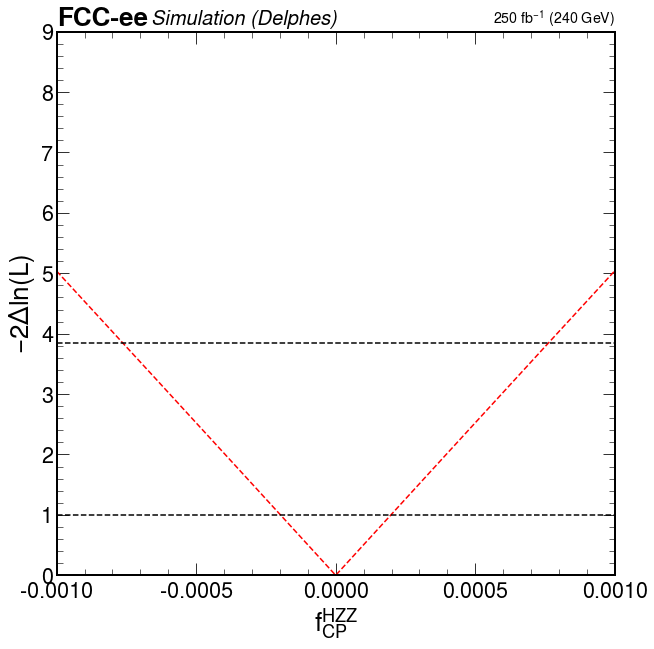 FCC-ee Simulation (Delphes) 250 fb⁻¹ (240 GeV)
9
8
7
6
5
4
3
2
1
0
−2Δln(L)
-0.0010 -0.0005 0.0000 0.0005 0.0010
f_CP^HZZ